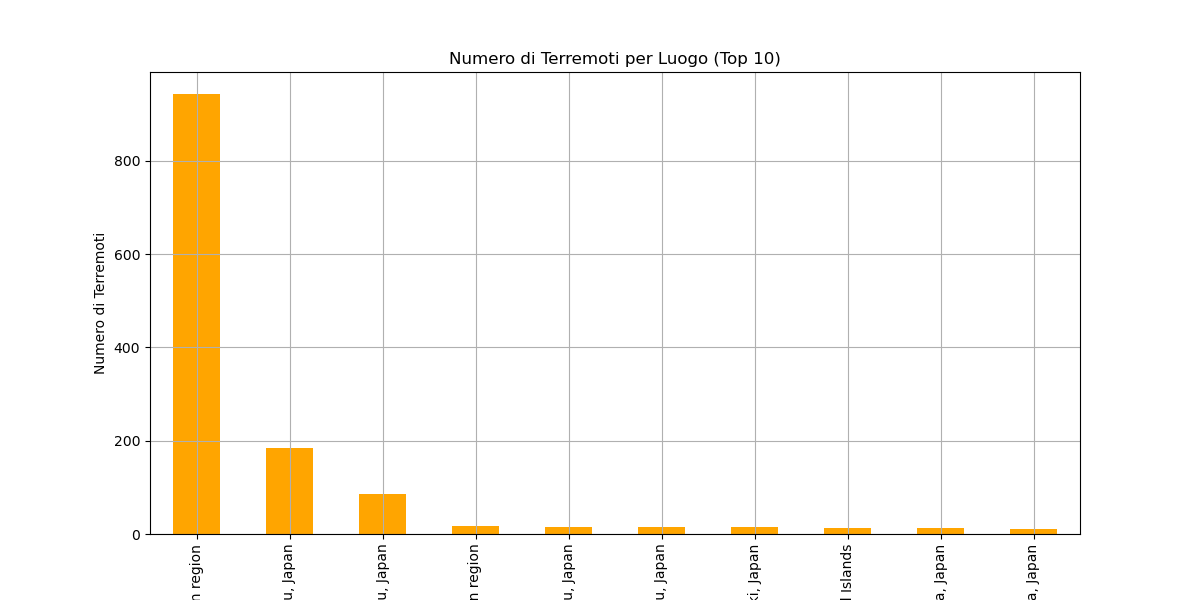 Numero di Terremoti per Luogo (Top 10)
Numero di Terremoti
800
600
400
200
0
n region
u, Japan
u, Japan
n region
u, Japan
u, Japan
ki, Japan
l Islands
a, Japan
a, Japan